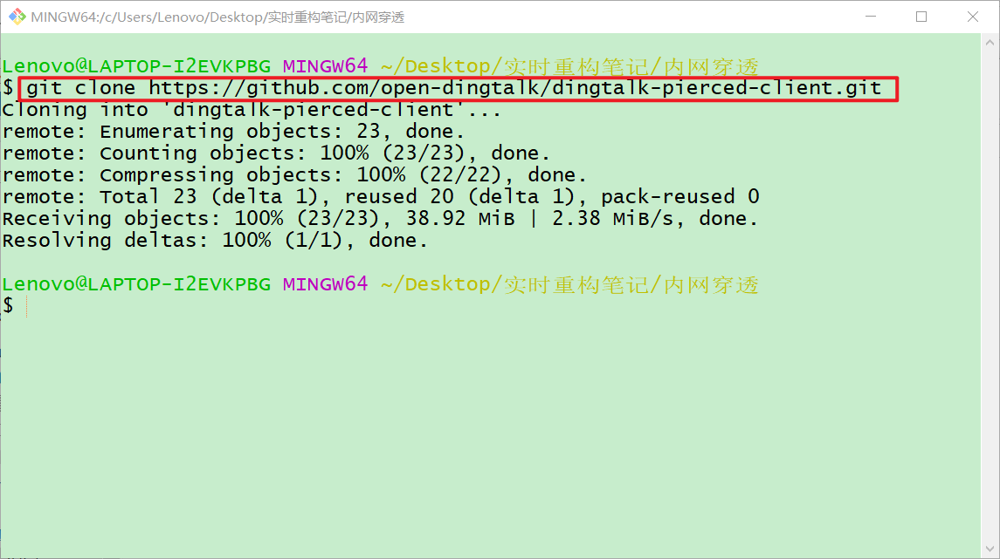 MINGW64:/c/Users/Lenovo/Desktop/实时重构笔记/内网穿透
Lenovo@LAPTOP-I2EVKPBG MINGW64 ~/Desktop/实时重构笔记/内网穿透
$ git clone https://github.com/open-dingtalk/dingtalk-pierced-client.git
Cloning into 'dingtalk-pierced-client'...
remote: Enumerating objects: 23, done.
remote: Counting objects: 100% (23/23), done.
remote: Compressing objects: 100% (22/22), done.
remote: Total 23 (delta 1), reused 20 (delta 1), pack-reused 0
Receiving objects: 100% (23/23), 38.92 MiB | 2.38 MiB/s, done.
Resolving deltas: 100% (1/1), done.
Lenovo@LAPTOP-I2EVKPBG MINGW64 ~/Desktop/实时重构笔记/内网穿透
$